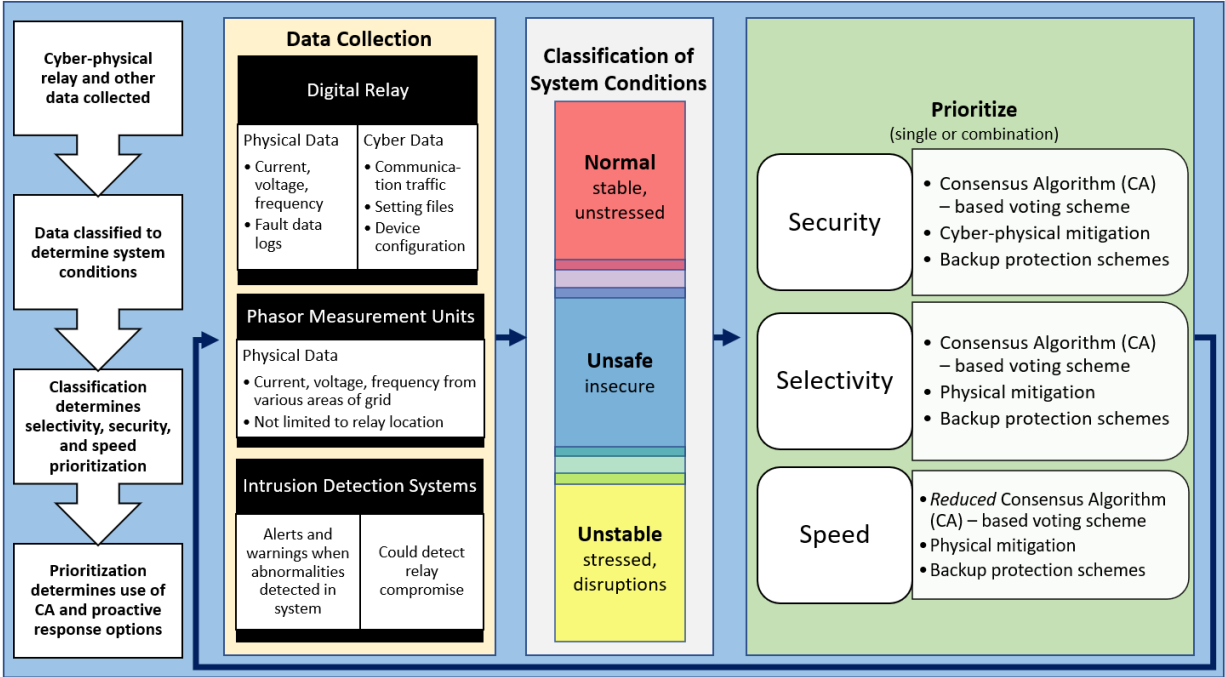 Cyber-physical
relay and other
data collected
Data classified to
determine system
conditions
Classification
determines
selectivity, security,
and speed
prioritization
Prioritization
determines use of
CA and proactive
response options
Data Collection
Digital Relay
Physical Data
• Current,
voltage,
frequency
• Fault data
logs
Cyber Data
• Communica-
tion traffic
• Setting files
• Device
configuration
Phasor Measurement Units
Physical Data
• Current, voltage, frequency from
various areas of grid
• Not limited to relay location
Intrusion Detection Systems
Alerts and
warnings when
abnormalities
detected in
system
Could detect
relay
compromise
Classification of
System Conditions
Normal
stable,
unstressed
Unsafe
insecure
Unstable
stressed,
disruptions
Prioritize
(single or combination)
Security
• Consensus Algorithm (CA)
– based voting scheme
• Cyber-physical mitigation
• Backup protection schemes
Selectivity
• Consensus Algorithm (CA)
– based voting scheme
• Physical mitigation
• Backup protection schemes
Speed
• Reduced Consensus Algorithm
(CA) – based voting scheme
• Physical mitigation
• Backup protection schemes